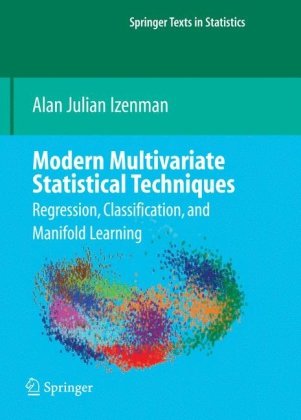 Springer Texts in Statistics
Alan Julian Izenman
Modern Multivariate
Statistical Techniques
Regression, Classification, and
Manifold Learning
Springer